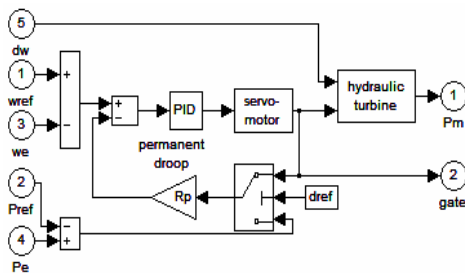 5
dw
1
wref
3
we
2
Pref
4
Pe
+
−
+
−
−
+
PID
permanent
droop
servo-
motor
hydraulic
turbine
1
Pm
2
gate
Rp
dref